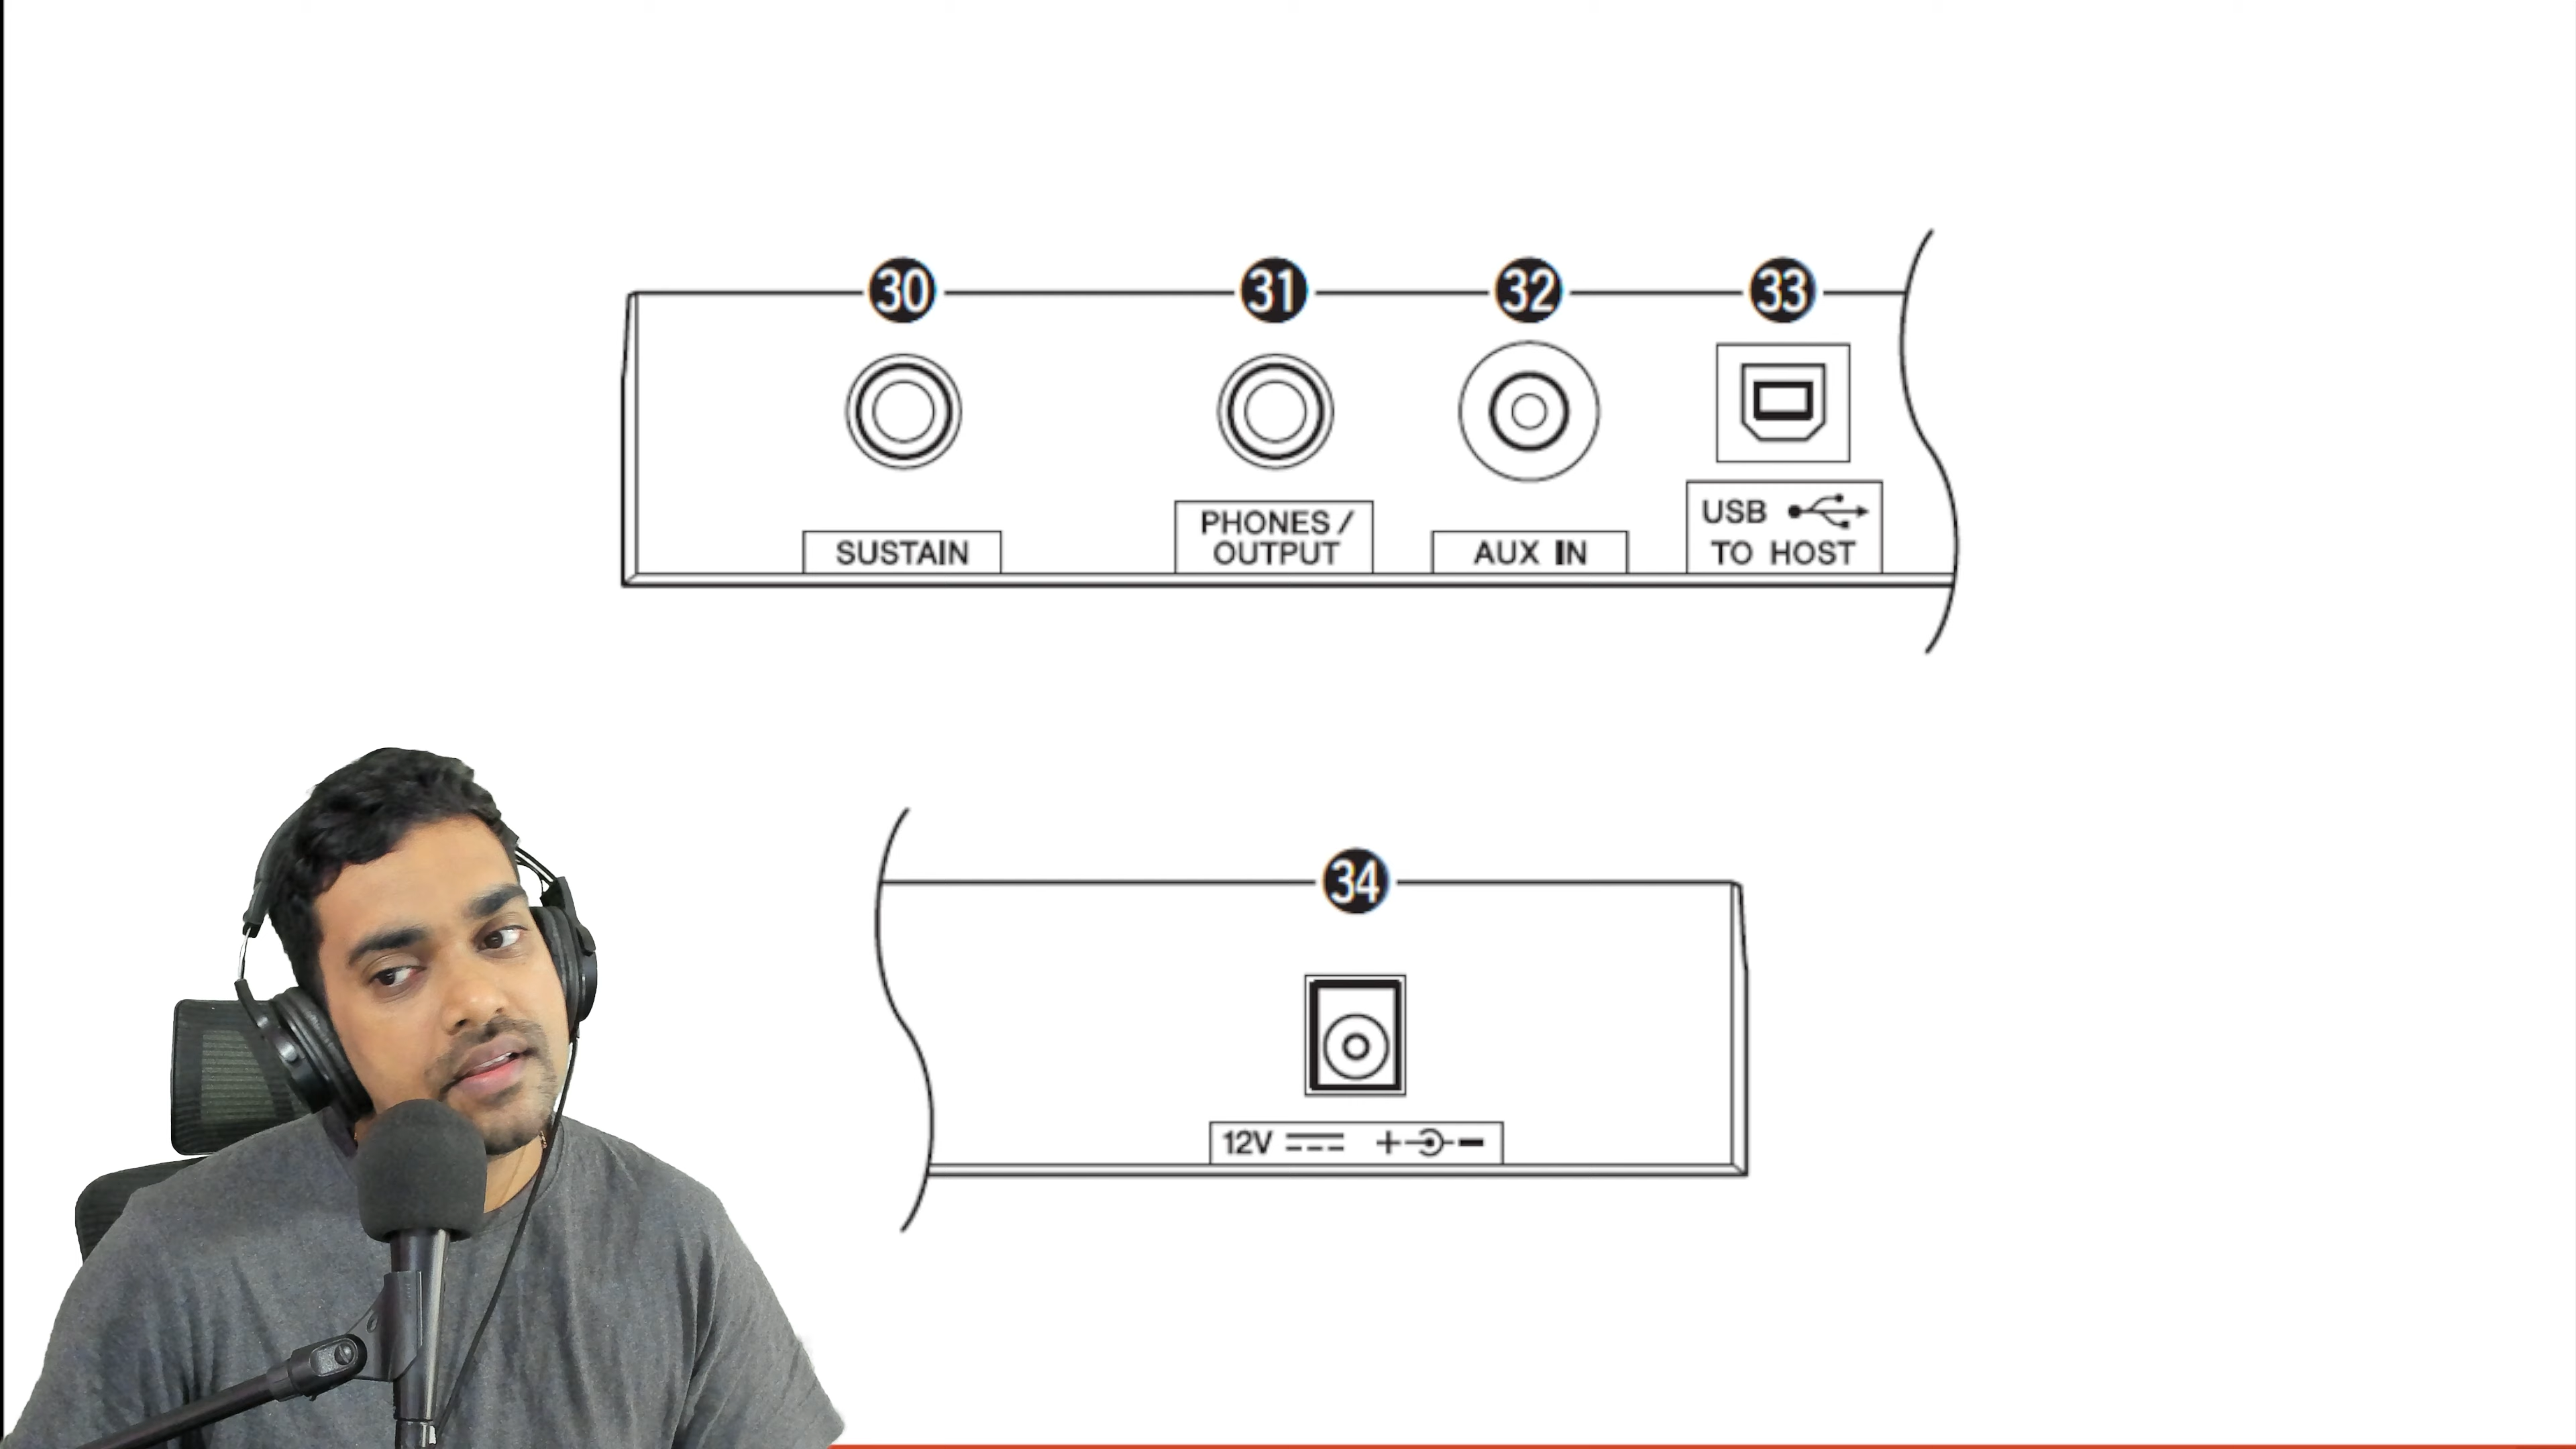 30 31 32 33
SUSTAIN
PHONES /
OUTPUT
AUX IN
USB
TO HOST
34
12V + -